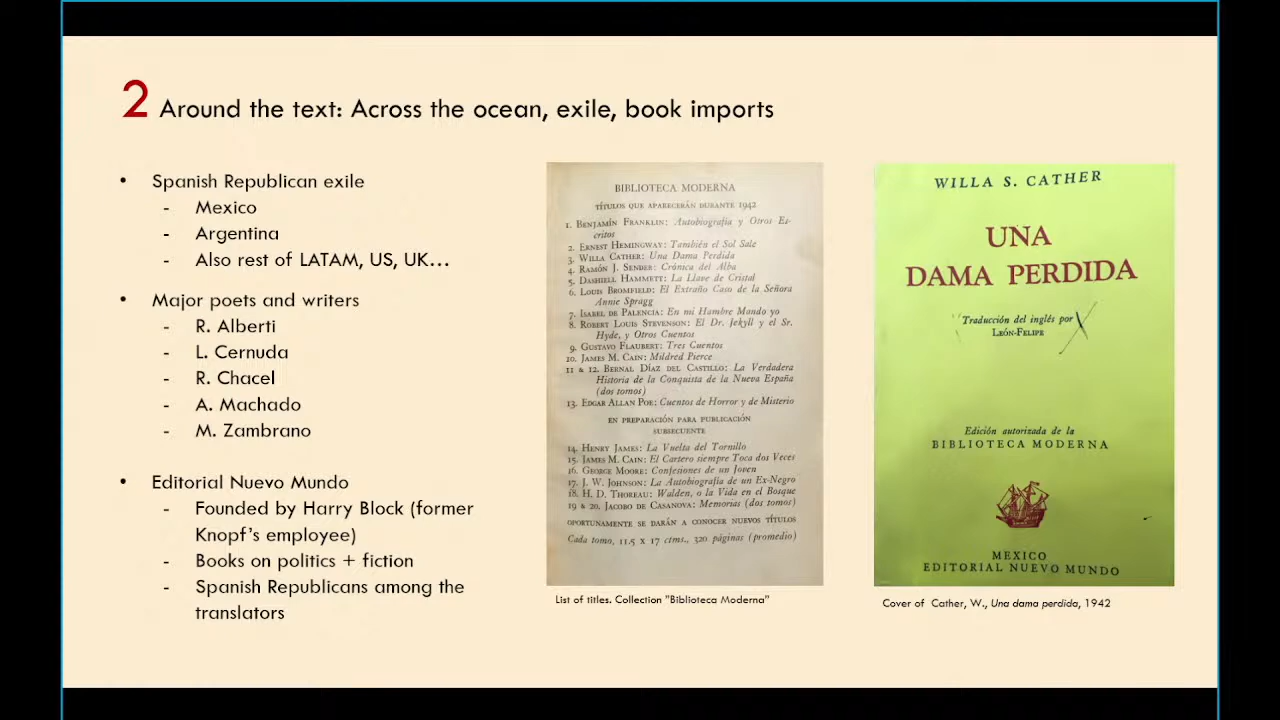 2 Around the text: Across the ocean, exile, book imports
• Spanish Republican exile
- Mexico
- Argentina
- Also rest of LATAM, US, UK…
• Major poets and writers
- R. Alberti
- L. Cernuda
- R. Chacel
- A. Machado
- M. Zambrano
• Editorial Nuevo Mundo
- Founded by Harry Block (former
Knopf's employee)
- Books on politics + fiction
- Spanish Republicans among the
translators
BIBLIOTECA MODERNA
TÍTULOS QUE APARECERÁN DURANTE 1942
1. BENJAMÍN FRANKLIN: Autobiografía y Otros Es-
critos
2. ERNEST HEMINGWAY: También el Sol Sale
3. WILLA CATHER: Una Dama Perdida
4. RAMÓN J. SENDER: Crónica del Alba
5. DASHIELL HAMMETT: La Llave de Cristal
6. LOUIS BROMFIELD: El Extraño Caso de la Señora
Annie Spragg
7. ISABEL DE PALENCIA: En mi Hambre Mando yo
8. ROBERT LOUIS STEVENSON: El Dr. Jekyll y el Sr.
Hyde, y Otros Cuentos
9. GUSTAVO FLAUBERT: Tres Cuentos
10. JAMES M. CAIN: Mildred Pierce
11 & 12. BERNAL DÍAZ DEL CASTILLO: La Verdadera
Historia de la Conquista de la Nueva España
(dos tomos)
13. EDGAR ALLAN POE: Cuentos de Horror y de Misterio
EN PREPARACIÓN PARA PUBLICACIÓN
SUBSECUENTE
14. HENRY JAMES: La Vuelta del Tornillo
15. JAMES M. CAIN: El Cartero siempre Toca dos Veces
16. GEORGE MOORE: Confesiones de un Joven
17. J. W. JOHNSON: La Autobiografía de un Ex-Negro
18. H. D. THOREAU: Walden, o la Vida en el Bosque
19 & 20. JACOBO DE CASANOVA: Memorias (dos tomos)
OPORTUNAMENTE SE DARÁN A CONOCER NUEVOS TÍTULOS
Cada tomo, 11.5 X 17 ctms., 320 páginas (promedio)
List of titles. Collection "Biblioteca Moderna"
WILLA S. CATHER
UNA
DAMA PERDIDA
Traducción del inglés por
LEÓN-FELIPE
Edición autorizada de la
BIBLIOTECA MODERNA
MEXICO
EDITORIAL NUEVO MUNDO
Cover of Cather, W., Una dama perdida, 1942